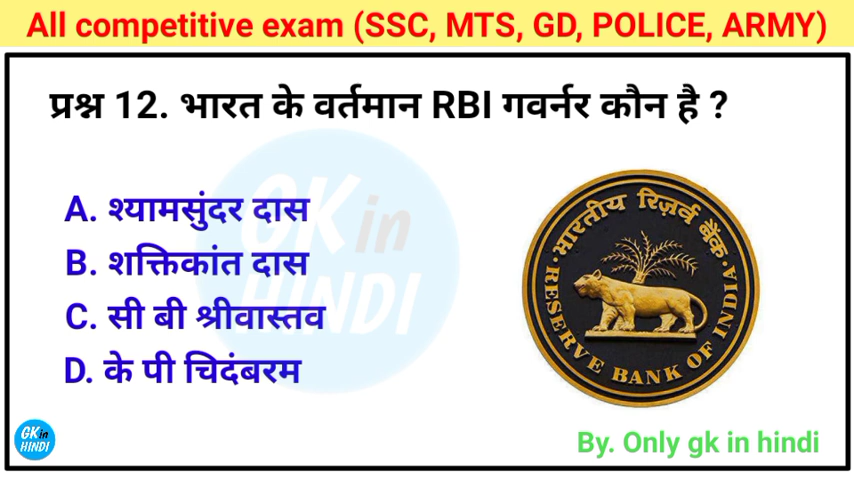 All competitive exam (SSC, MTS, GD, POLICE, ARMY)
प्रश्न 12. भारत के वर्तमान RBI गवर्नर कौन है ?
GK in
HINDI
A. श्यामसुंदर दास
B. शक्तिकांत दास
C. सी बी श्रीवास्तव
D. के पी चिदंबरम
भारतीय रिज़र्व बैंक
RESERVE BANK OF INDIA
GK in
HINDI
By. Only gk in hindi